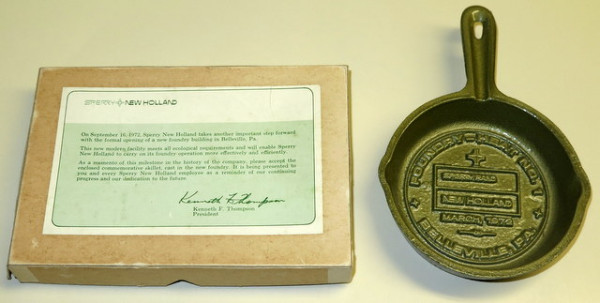 SPERRY NEW HOLLAND
On September 16, 1972, Sperry New Holland takes another important step forward
with the formal opening of a new foundry building in Belleville, Pa.
This new modern facility meets all ecological requirements and will enable Sperry
New Holland to carry on its foundry operation more effectively and efficiently.
As a memento of this milestone in the history of the company, please accept the
enclosed commemorative skillet, cast in the new foundry. It is being presented to
you and every Sperry New Holland employee as a reminder of our continuing
progress and our dedication to the future.
Kenneth F. Thompson
Kenneth F. Thompson
President
FOUNDRY
SPERRY RAND
NEW HOLLAND
MARCH, 1972
BELLEVILLE, PA.